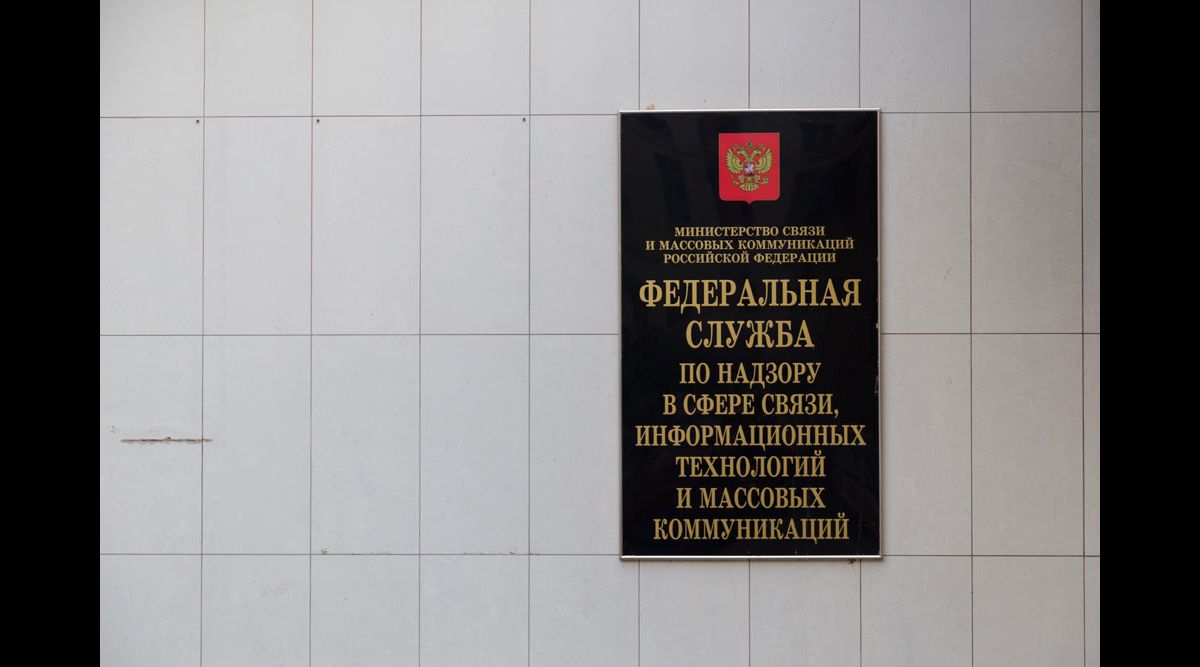 МИНИСТЕРСТВО СВЯЗИ
И МАССОВЫХ КОММУНИКАЦИЙ
РОССИЙСКОЙ ФЕДЕРАЦИИ
ФЕДЕРАЛЬНАЯ
СЛУЖБА
ПО НАДЗОРУ
В СФЕРЕ СВЯЗИ,
ИНФОРМАЦИОННЫХ
ТЕХНОЛОГИЙ
И МАССОВЫХ
КОММУНИКАЦИЙ